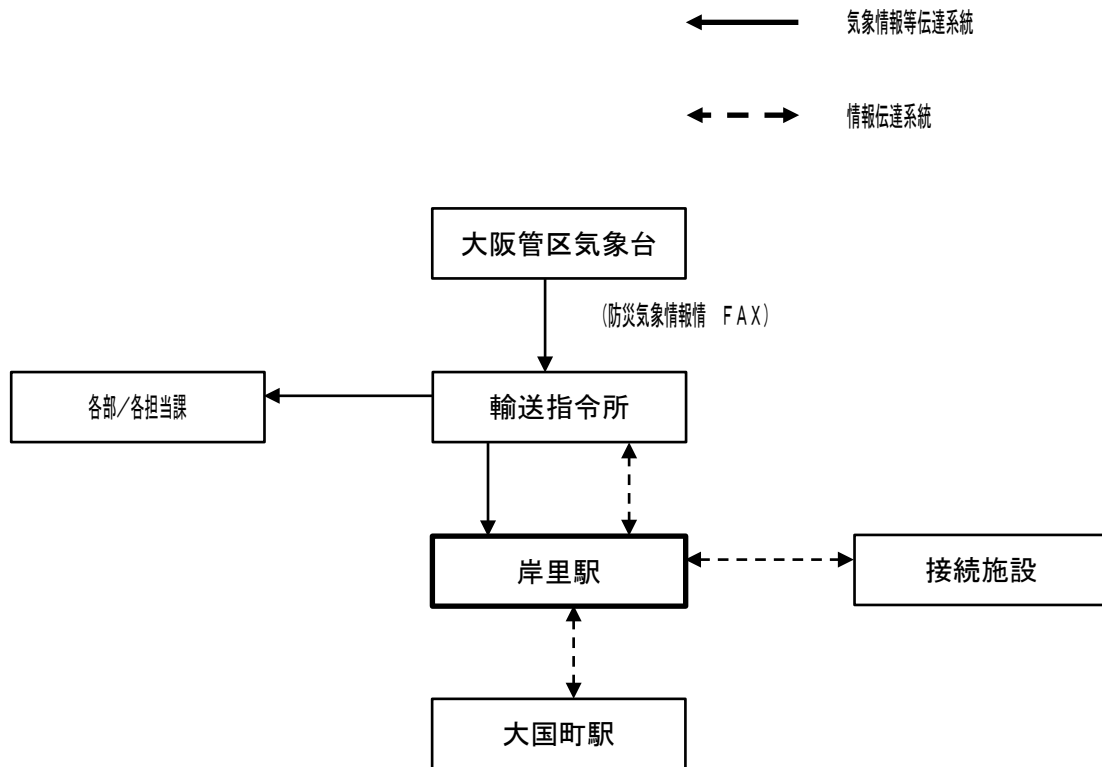 気象情報等伝達系統
情報伝達系統
大阪管区気象台
（防災気象情報情　ＦＡＸ）
各部／各担当課
輸送指令所
岸里駅
接続施設
大国町駅